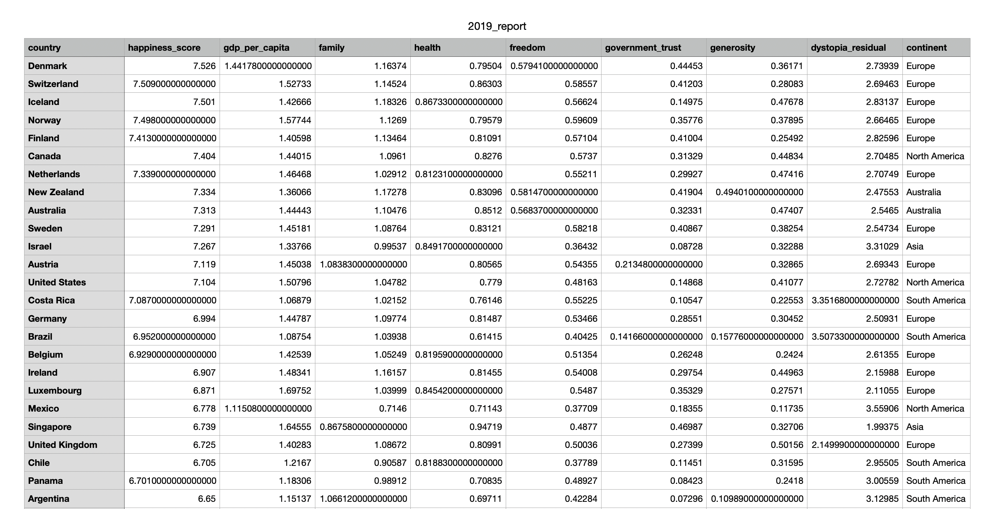 2019_report
country happiness_score gdp_per_capita family health freedom government_trust generosity dystopia_residual continent
Denmark 7.526 1.4417800000000000 1.16374 0.79504 0.5794100000000000 0.44453 0.36171 2.73939 Europe
Switzerland 7.509000000000000 1.52733 1.14524 0.86303 0.58557 0.41203 0.28083 2.69463 Europe
Iceland 7.501 1.42666 1.18326 0.8673300000000000 0.56624 0.14975 0.47678 2.83137 Europe
Norway 7.498000000000000 1.57744 1.1269 0.79579 0.59609 0.35776 0.37895 2.66465 Europe
Finland 7.4130000000000000 1.40598 1.13464 0.81091 0.57104 0.41004 0.25492 2.82596 Europe
Canada 7.404 1.44015 1.0961 0.8276 0.5737 0.31329 0.44834 2.70485 North America
Netherlands 7.339000000000000 1.46468 1.02912 0.8123100000000000 0.55211 0.29927 0.47416 2.70749 Europe
New Zealand 7.334 1.36066 1.17278 0.83096 0.5814700000000000 0.41904 0.4940100000000000 2.47553 Australia
Australia 7.313 1.44443 1.10476 0.8512 0.5683700000000000 0.32331 0.47407 2.5465 Australia
Sweden 7.291 1.45181 1.08764 0.83121 0.58218 0.40867 0.38254 2.54734 Europe
Israel 7.267 1.33766 0.99537 0.8491700000000000 0.36432 0.08728 0.32288 3.31029 Asia
Austria 7.119 1.45038 1.0838300000000000 0.80565 0.54355 0.2134800000000000 0.32865 2.69343 Europe
United States 7.104 1.50796 1.04782 0.779 0.48163 0.14868 0.41077 2.72782 North America
Costa Rica 7.0870000000000000 1.06879 1.02152 0.76146 0.55225 0.10547 0.22553 3.3516800000000000 South America
Germany 6.994 1.44787 1.09774 0.81487 0.53466 0.28551 0.30452 2.50931 Europe
Brazil 6.952000000000000 1.08754 1.03938 0.61415 0.40425 0.14166000000000000 0.15776000000000000 3.5073300000000000 South America
Belgium 6.9290000000000000 1.42539 1.05249 0.8195900000000000 0.51354 0.26248 0.2424 2.61355 Europe
Ireland 6.907 1.48341 1.16157 0.81455 0.54008 0.29754 0.44963 2.15988 Europe
Luxembourg 6.871 1.69752 1.03999 0.8454200000000000 0.5487 0.35329 0.27571 2.11055 Europe
Mexico 6.778 1.1150800000000000 0.7146 0.71143 0.37709 0.18355 0.11735 3.55906 North America
Singapore 6.739 1.64555 0.8675800000000000 0.94719 0.4877 0.46987 0.32706 1.99375 Asia
United Kingdom 6.725 1.40283 1.08672 0.80991 0.50036 0.27399 0.50156 2.1499900000000000 Europe
Chile 6.705 1.2167 0.90587 0.8188300000000000 0.37789 0.11451 0.31595 2.95505 South America
Panama 6.7010000000000000 1.18306 0.98912 0.70835 0.48927 0.08423 0.2418 3.00559 South America
Argentina 6.65 1.15137 1.0661200000000000 0.69711 0.42284 0.07296 0.10989000000000000 3.12985 South America